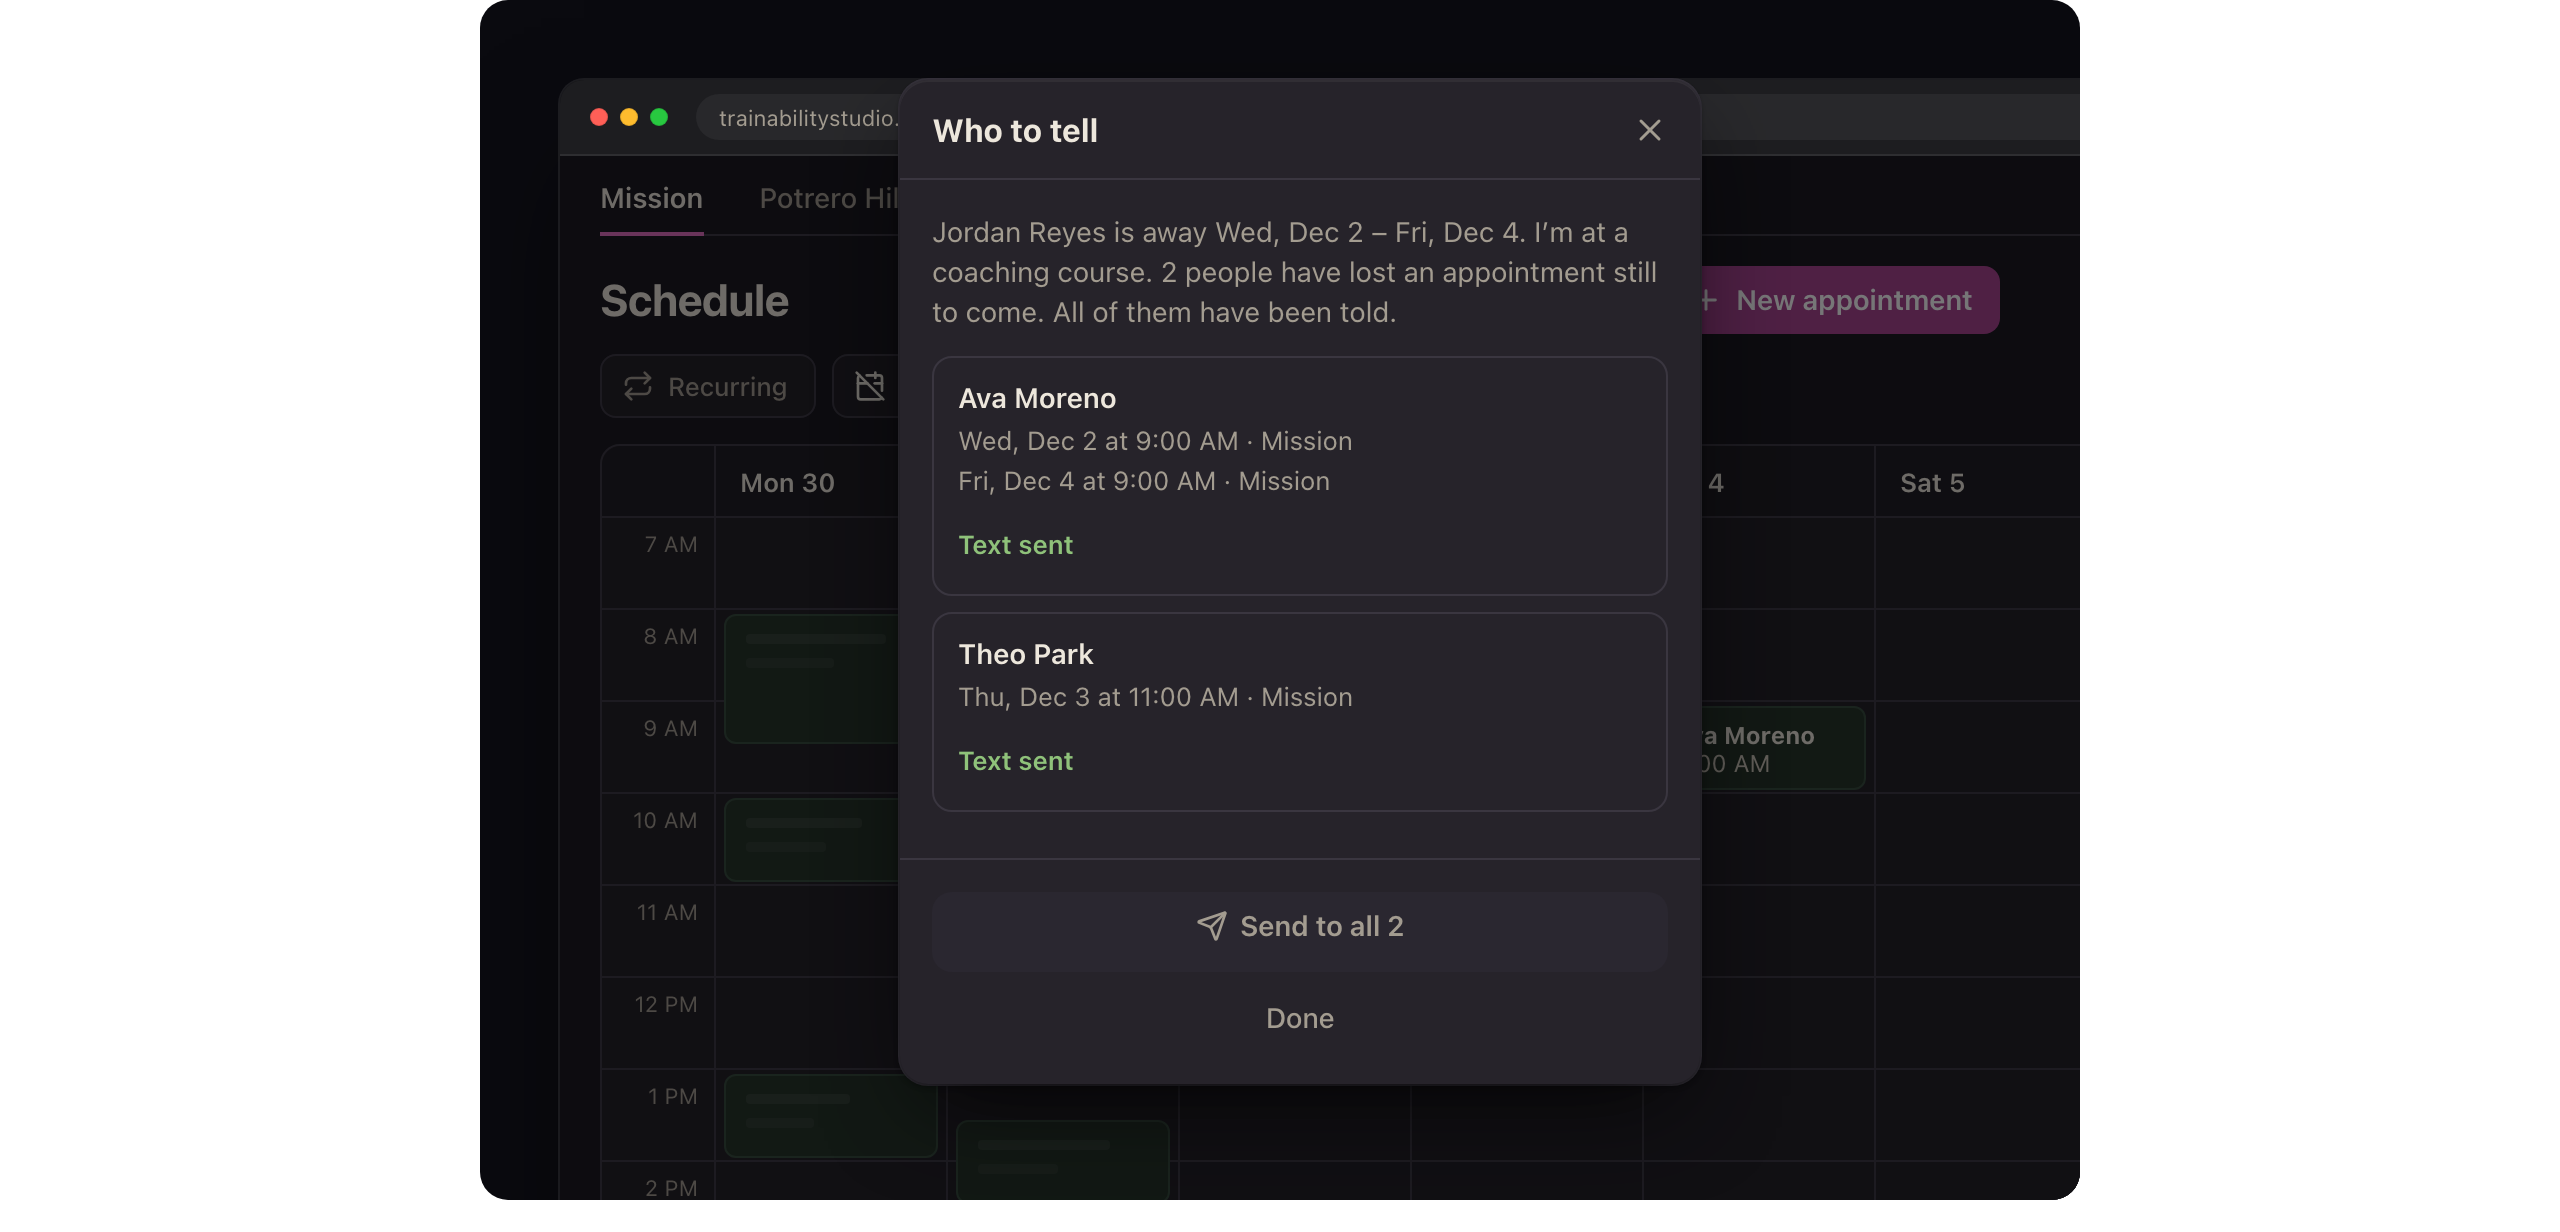 trainabilitystudio.
Who to tell
Mission
Potrero Hil
Jordan Reyes is away Wed, Dec 2 – Fri, Dec 4. I’m at a
coaching course. 2 people have lost an appointment still
to come. All of them have been told.
Schedule
+ New appointment
Recurring
Ava Moreno
Wed, Dec 2 at 9:00 AM · Mission
Fri, Dec 4 at 9:00 AM · Mission
Text sent
Mon 30
4
Sat 5
7 AM
8 AM
9 AM
10 AM
11 AM
12 PM
1 PM
2 PM
Theo Park
Thu, Dec 3 at 11:00 AM · Mission
Text sent
a Moreno
00 AM
Send to all 2
Done